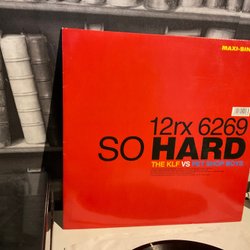 MAXI-SIN
12rx 6269
SO HARD
THE KLF VS PET SHOP BOYS